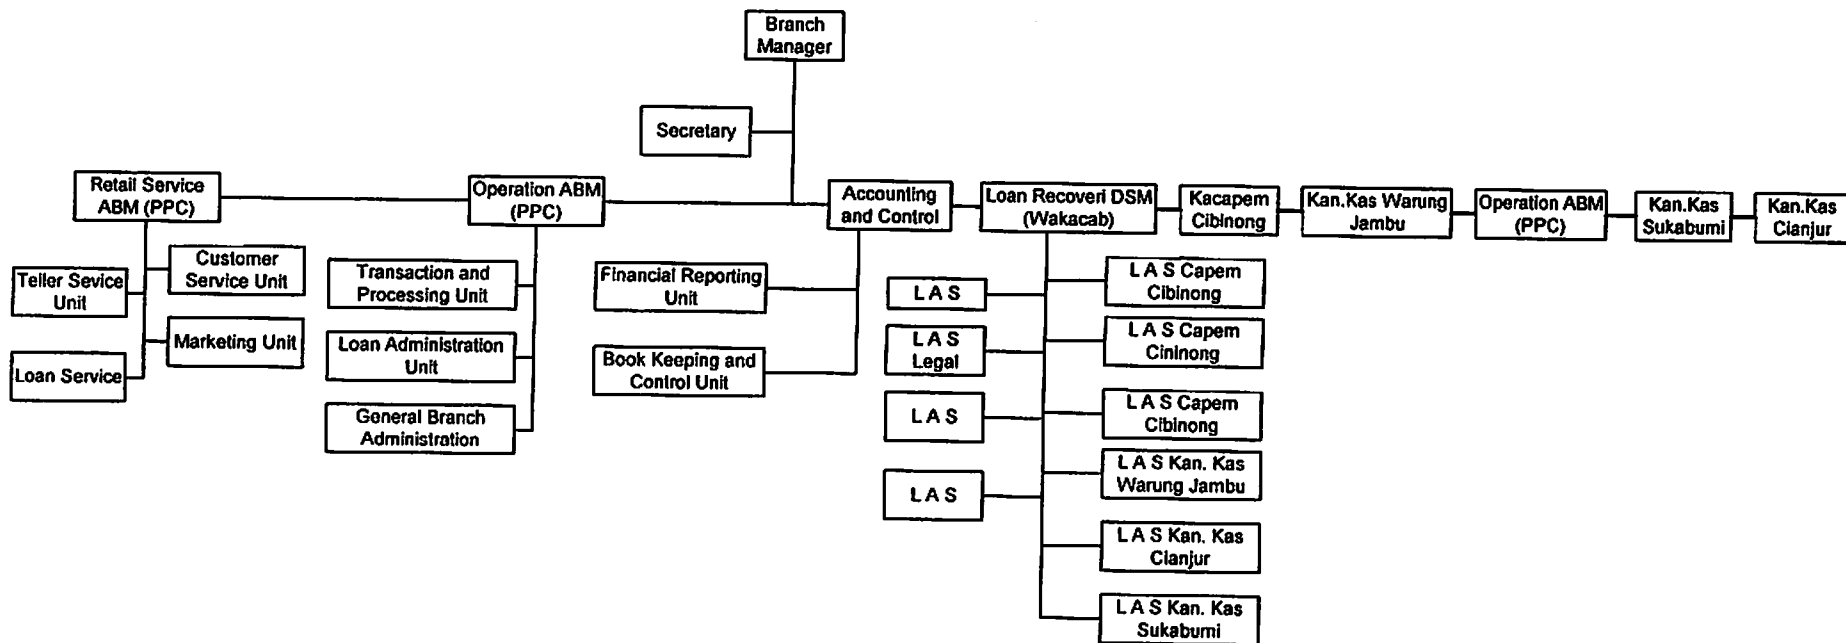 Branch
Manager
Secretary
Retail Service
ABM (PPC)
Operation ABM
(PPC)
Accounting
and Control
Loan Recoveri DSM
(Wakacab)
Kacapem
Cibinong
Kan.Kas Warung
Jambu
Operation ABM
(PPC)
Kan.Kas
Sukabumi
Kan.Kas
Cianjur
Teller Sevice
Unit
Customer
Service Unit
Loan Service
Marketing Unit
Transaction and
Processing Unit
Loan Administration
Unit
General Branch
Administration
Financial Reporting
Unit
Book Keeping and
Control Unit
L A S
L A S
Legal
L A S
L A S
L A S Capem
Cibinong
L A S Capem
Cininong
L A S Capem
Cibinong
L A S Kan. Kas
Warung Jambu
L A S Kan. Kas
Cianjur
L A S Kan. Kas
Sukabumi